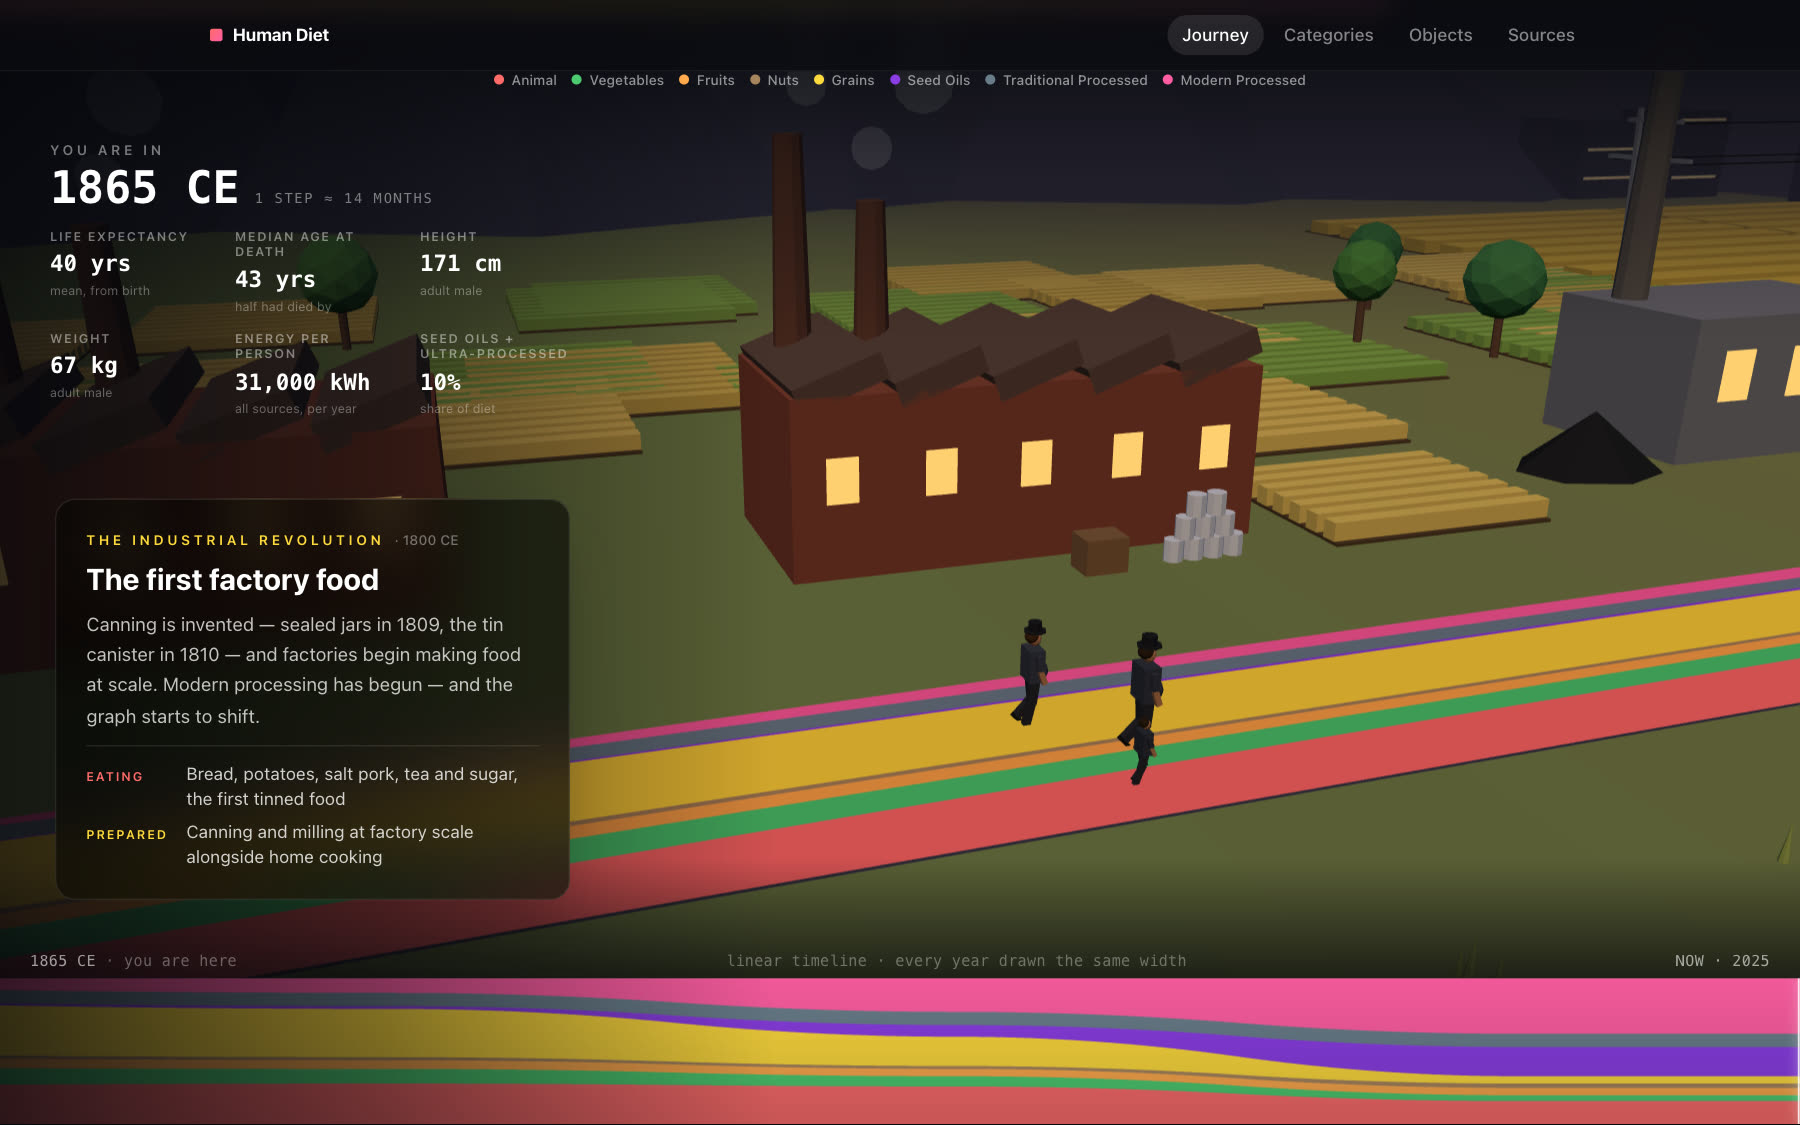 Human Diet
Journey
Categories
Objects
Sources
Animal
Vegetables
Fruits
Nuts
Grains
Seed Oils
Traditional Processed
Modern Processed
YOU ARE IN
1865 CE 1 STEP ≈ 14 MONTHS
LIFE EXPECTANCY
40 yrs
mean, from birth
MEDIAN AGE AT
DEATH
43 yrs
half had died by
HEIGHT
171 cm
adult male
WEIGHT
67 kg
adult male
ENERGY PER
PERSON
31,000 kWh
all sources, per year
SEED OILS +
ULTRA-PROCESSED
10%
share of diet
THE INDUSTRIAL REVOLUTION · 1800 CE
The first factory food
Canning is invented — sealed jars in 1809, the tin
canister in 1810 — and factories begin making food
at scale. Modern processing has begun — and the
graph starts to shift.
EATING
Bread, potatoes, salt pork, tea and sugar,
the first tinned food
PREPARED
Canning and milling at factory scale
alongside home cooking
1865 CE · you are here
linear timeline · every year drawn the same width
NOW · 2025